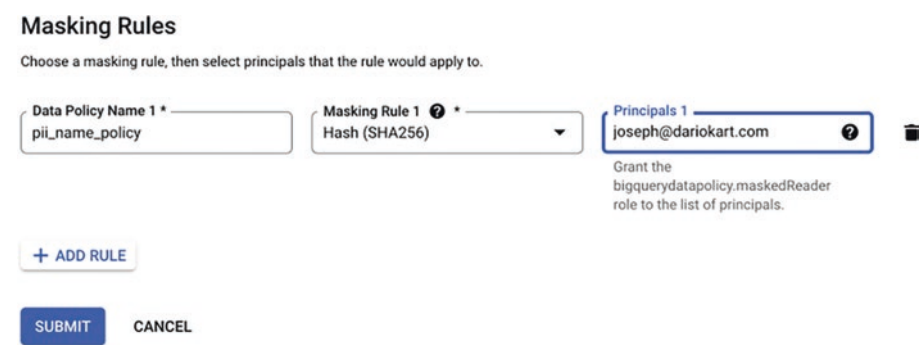 Masking Rules
Choose a masking rule, then select principals that the rule would apply to.
Data Policy Name 1 *
pii_name_policy
Masking Rule 1 ? *
Hash (SHA256)
Principals 1
joseph@dariokart.com ?
Grant the
bigquerydatapolicy.maskedReader
role to the list of principals.
+ ADD RULE
SUBMIT CANCEL